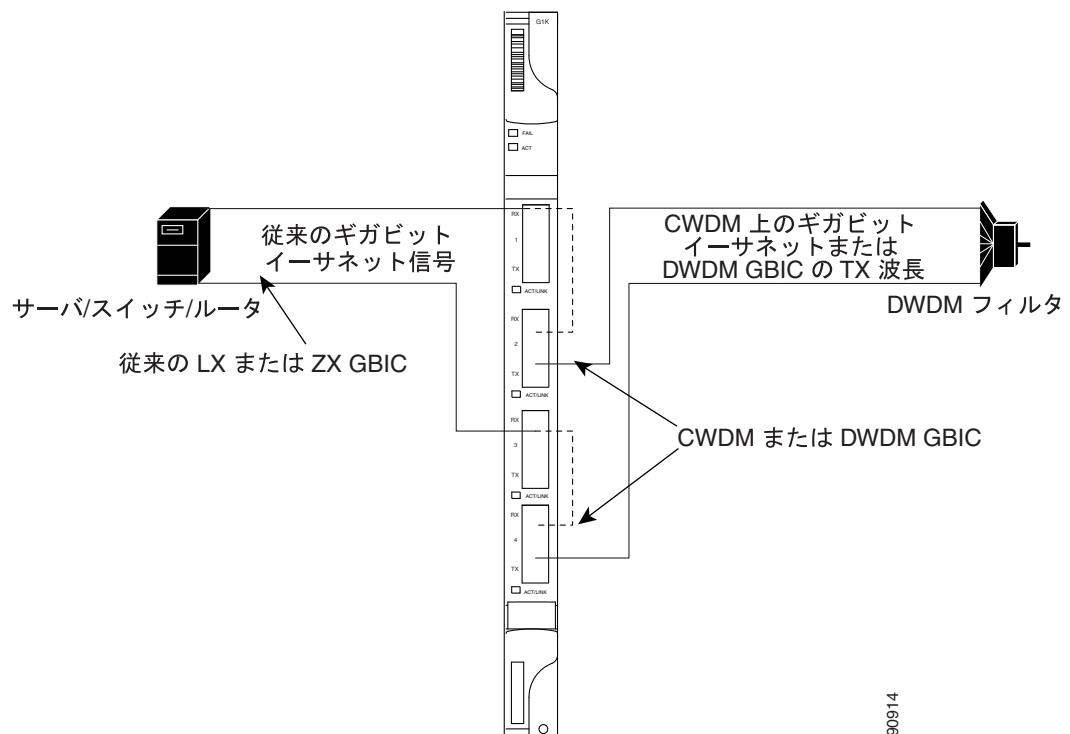 G1K
FAIL
ACT
RX
1
TX
ACT/LINK
RX
2
TX
ACT/LINK
RX
3
TX
ACT/LINK
RX
4
TX
ACT/LINK
従来のギガビット
イーサネット信号
サーバ/スイッチ/ルータ
従来の LX または ZX GBIC
CWDM 上のギガビット
イーサネットまたは
DWDM GBIC の TX 波長
DWDM フィルタ
CWDM または DWDM GBIC
90914